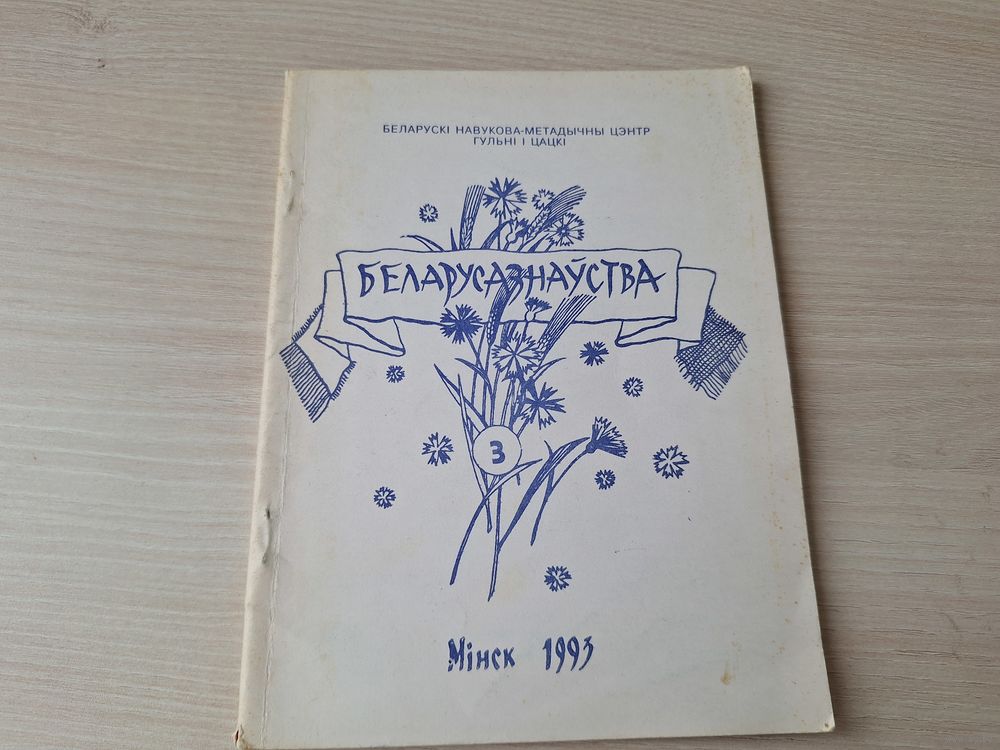 БЕЛАРУСКІ НАВУКОВА-МЕТАДЫЧНЫ ЦЭНТР
ГУЛЬНІ І ЦАЦКІ
БЕЛАРУСАЗНАЎСТВА
3
Мінск 1993